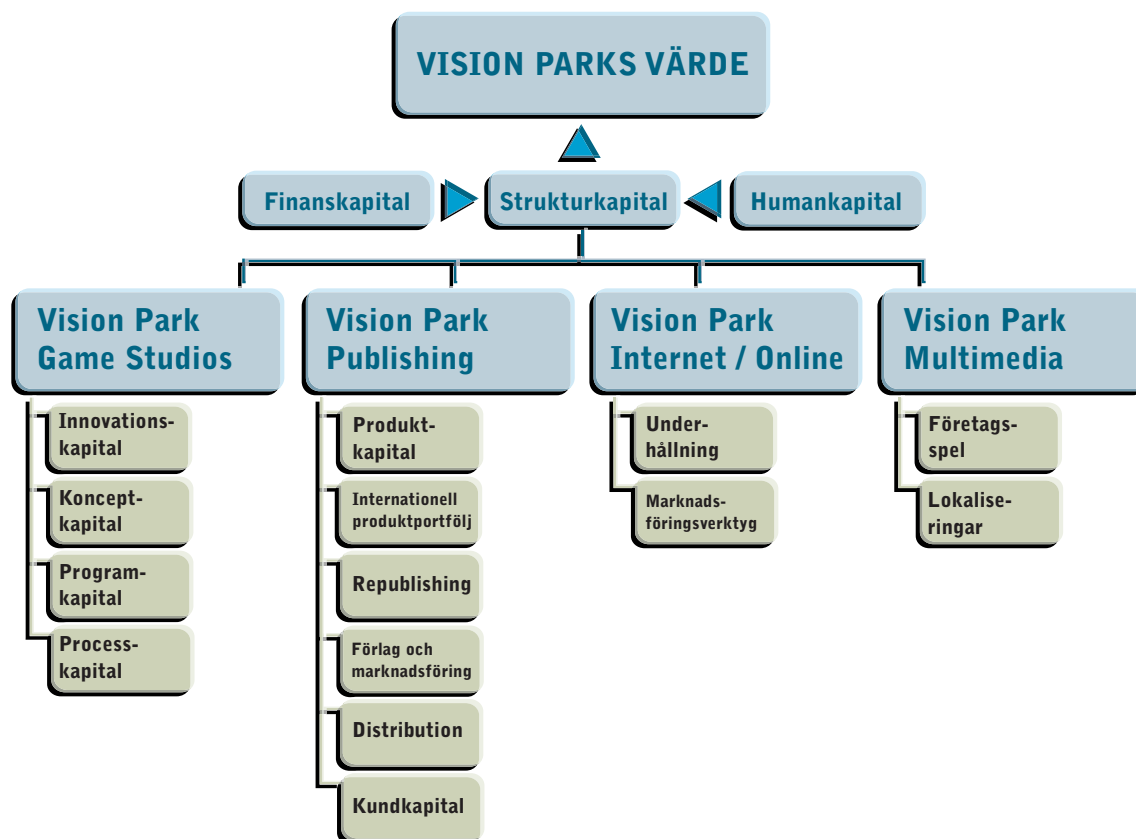 VISION PARKS VÄRDE
Finanskapital
Strukturkapital
Humankapital
Vision Park
Game Studios
Innovations-
kapital
Koncept-
kapital
Program-
kapital
Process-
kapital
Vision Park
Publishing
Produkt-
kapital
Internationell
produktportfölj
Republishing
Förlag och
marknadsföring
Distribution
Kundkapital
Vision Park
Internet / Online
Under-
hållning
Marknads-
föringsverktyg
Vision Park
Multimedia
Företags-
spel
Lokalise-
ringar